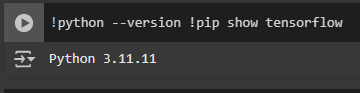 !python --version !pip show tensorflow
Python 3.11.11